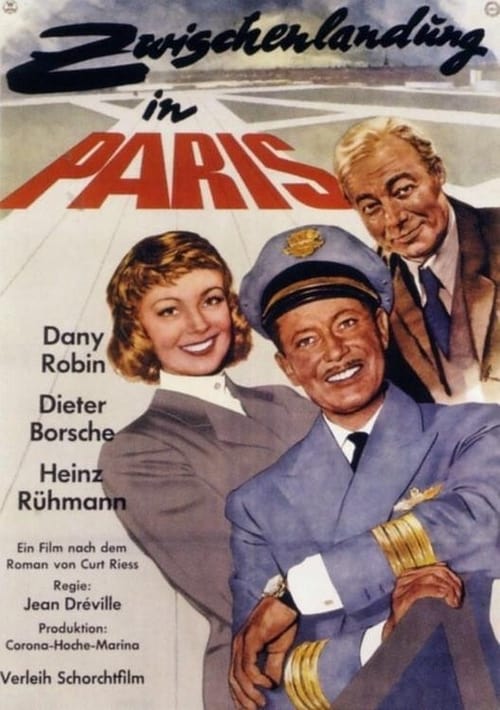 Zwischenlandung
in
PARIS
Dany
Robin
Dieter
Borsche
Heinz
Rühmann
Ein Film nach dem
Roman von Curt Riess
Regie:
Jean Dréville
Produktion:
Corona-Hoche-Marina
Verleih Schorchtfilm